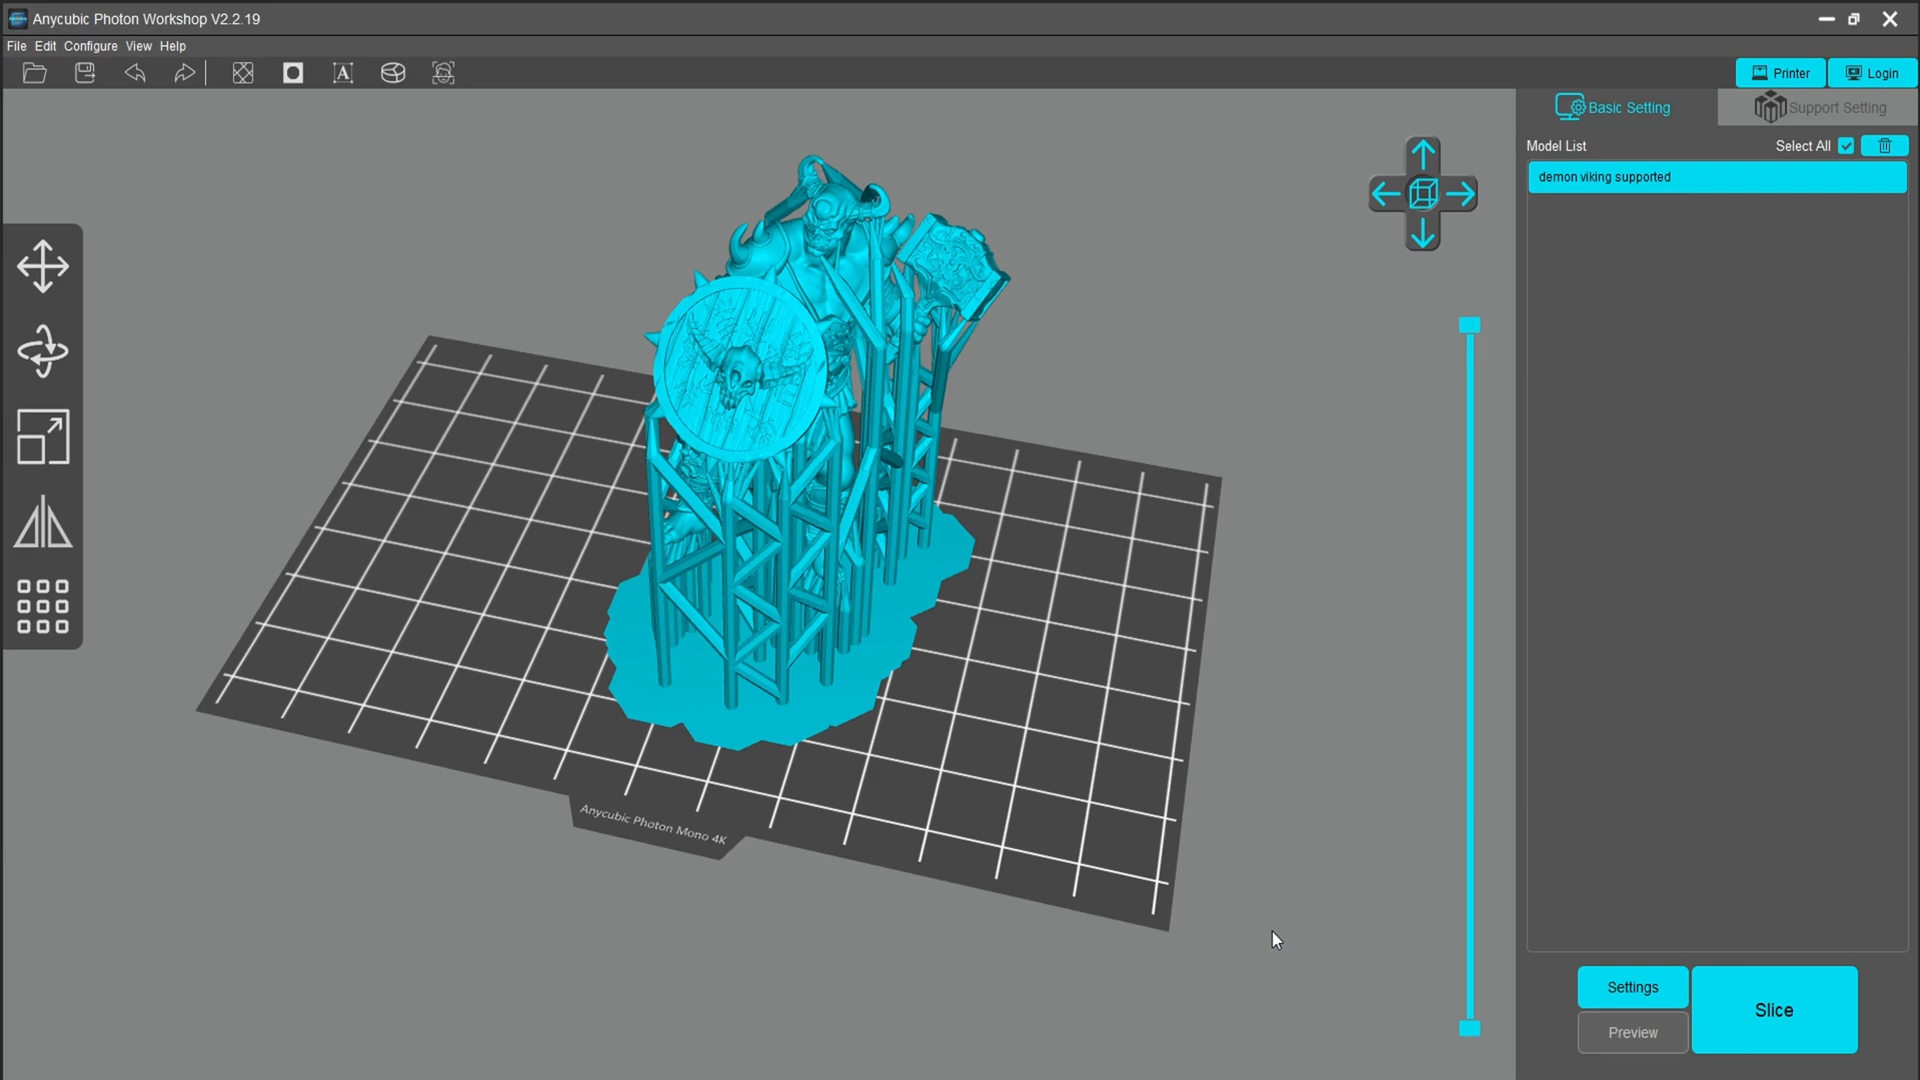 Anycubic Photon Workshop V2.2.19
File Edit Configure View Help
A
Printer
Login
Basic Setting
Support Setting
Model List
Select All
demon viking supported
Anycubic Photon Mono 4K
Settings
Slice
Preview